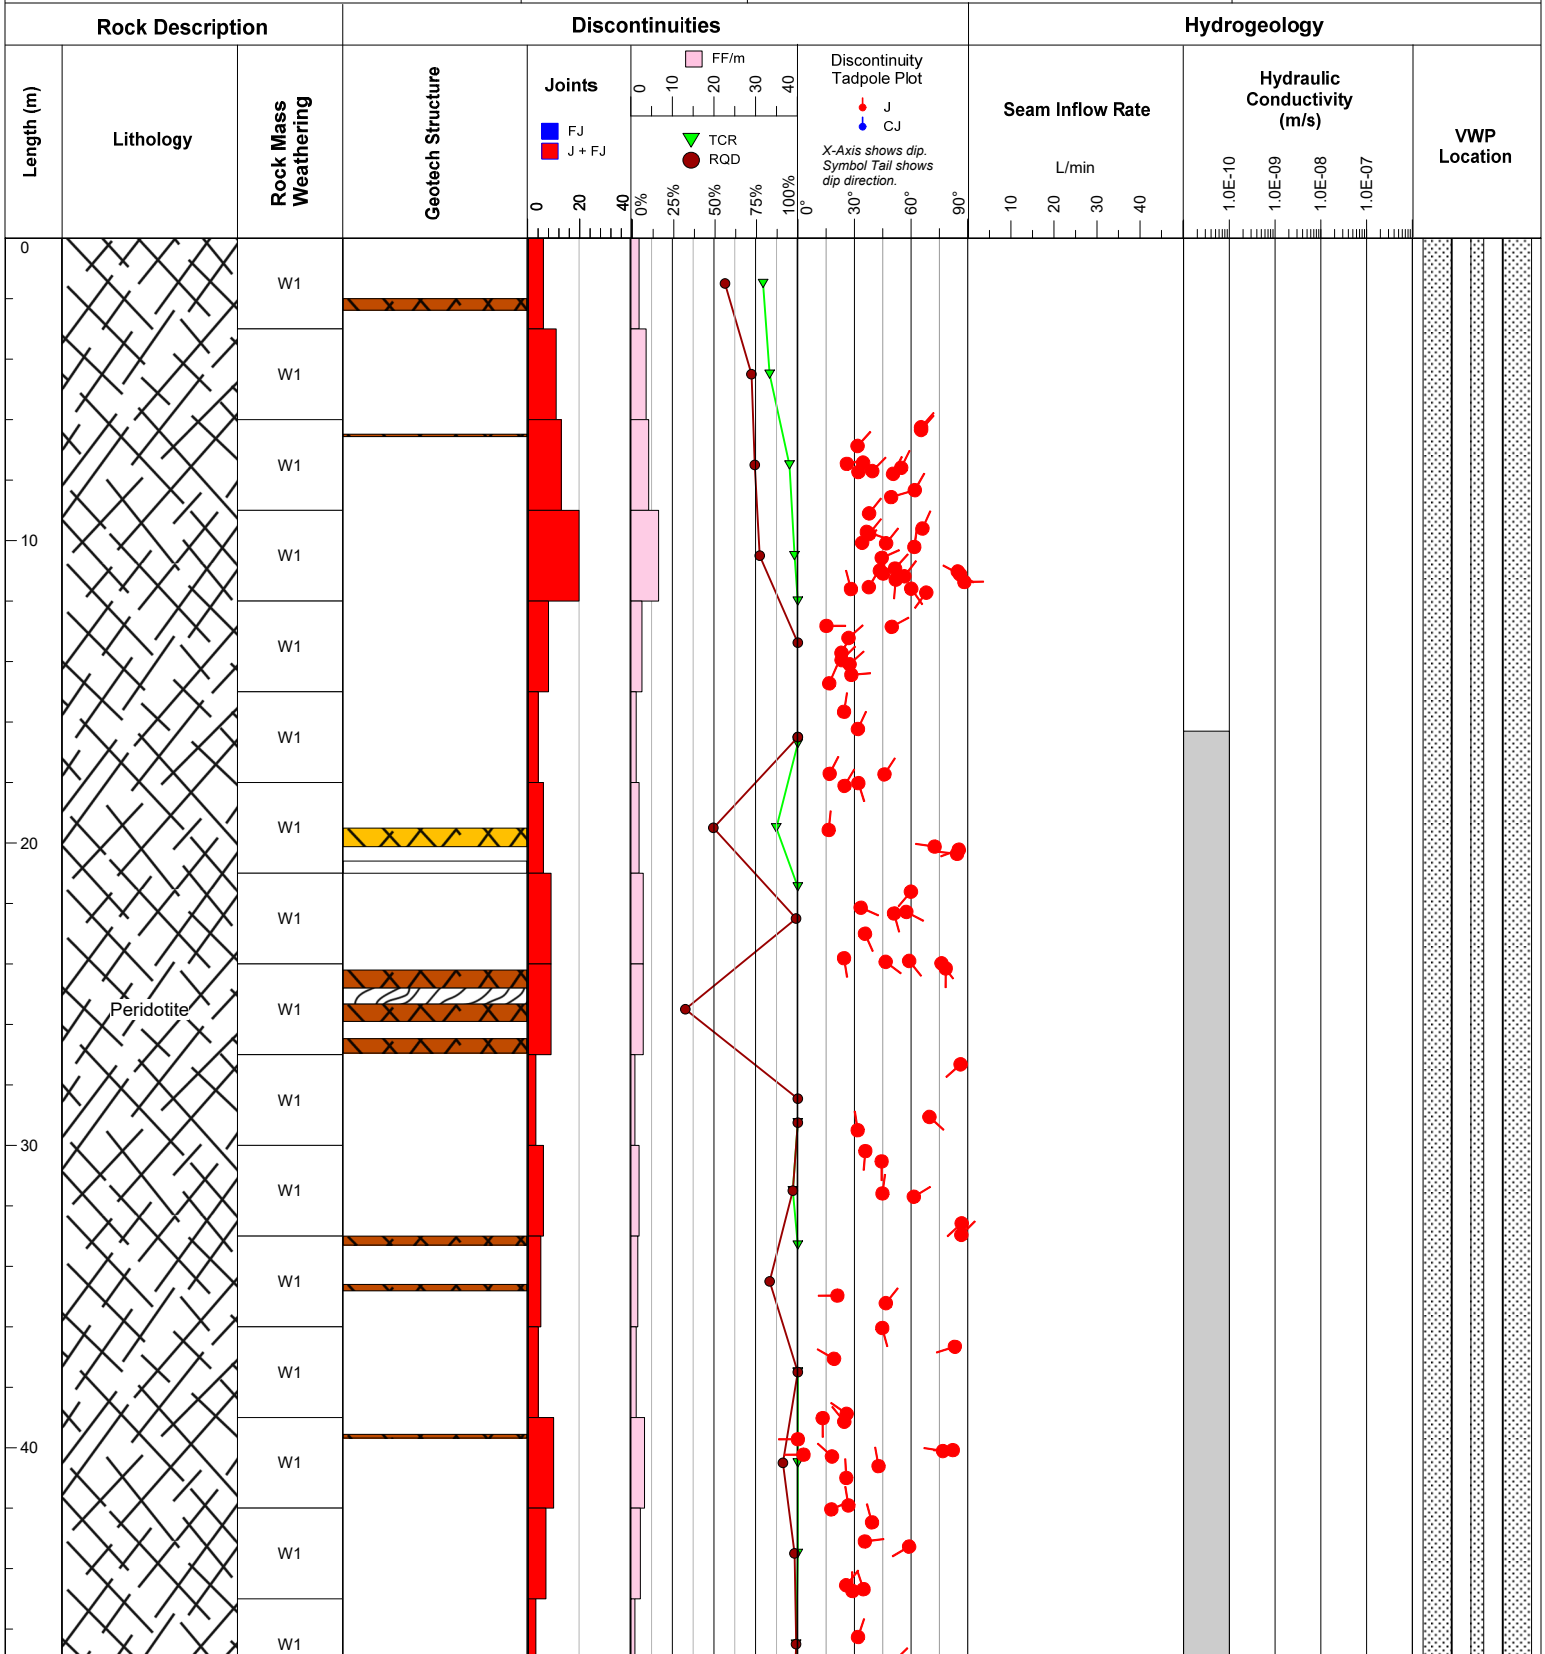 Rock Description
Discontinuities
Hydrogeology
Length (m)
Lithology
Rock Mass
Weathering
Geotech Structure
Joints
FJ
J + FJ
0
20
40
FF/m
0
10
20
30
40
TCR
RQD
0%
25%
50%
75%
100%
Discontinuity
Tadpole Plot
J
CJ
X-Axis shows dip.
Symbol Tail shows
dip direction.
0°
30°
60°
90°
Seam Inflow Rate
L/min
10
20
30
40
Hydraulic
Conductivity
(m/s)
1.0E-10
1.0E-09
1.0E-08
1.0E-07
VWP
Location
0
W1
W1
W1
10
W1
W1
W1
W1
20
W1
Peridotite
W1
W1
30
W1
W1
W1
40
W1
W1
W1